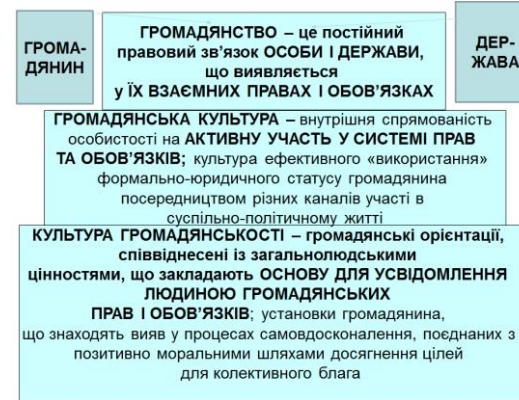 ГРОМА-
ДЯНИН
ГРОМАДЯНСТВО – це постійний
правовий зв’язок ОСОБИ І ДЕРЖАВИ,
що виявляється
у ЇХ ВЗАЄМНИХ ПРАВАХ І ОБОВ’ЯЗКАХ
ДЕР-
ЖАВА
ГРОМАДЯНСЬКА КУЛЬТУРА – внутрішня спрямованість
особистості на АКТИВНУ УЧАСТЬ У СИСТЕМІ ПРАВ
ТА ОБОВ’ЯЗКІВ; культура ефективного «використання»
формально-юридичного статусу громадянина
посередництвом різних каналів участі в
суспільно-політичному житті
КУЛЬТУРА ГРОМАДЯНСЬКОСТІ – громадянські орієнтації,
співвіднесені із загальнолюдськими
цінностями, що закладають ОСНОВУ ДЛЯ УСВІДОМЛЕННЯ
ЛЮДИНОЮ ГРОМАДЯНСЬКИХ
ПРАВ І ОБОВ’ЯЗКІВ; установки громадянина,
що знаходять вияв у процесах самовдосконалення, поєднаних з
позитивно моральними шляхами досягнення цілей
для колективного блага